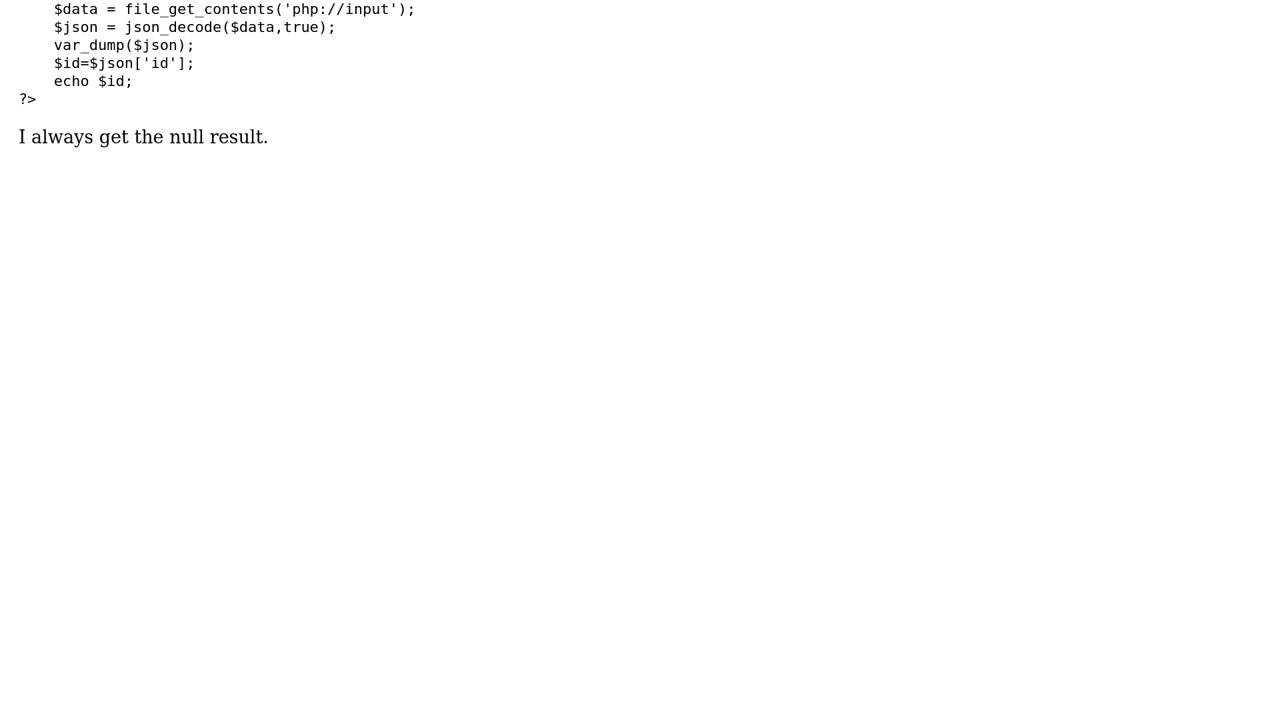 $data = file_get_contents('php://input');
$json = json_decode($data,true);
var_dump($json);
$id=$json['id'];
echo $id;
?>
I always get the null result.